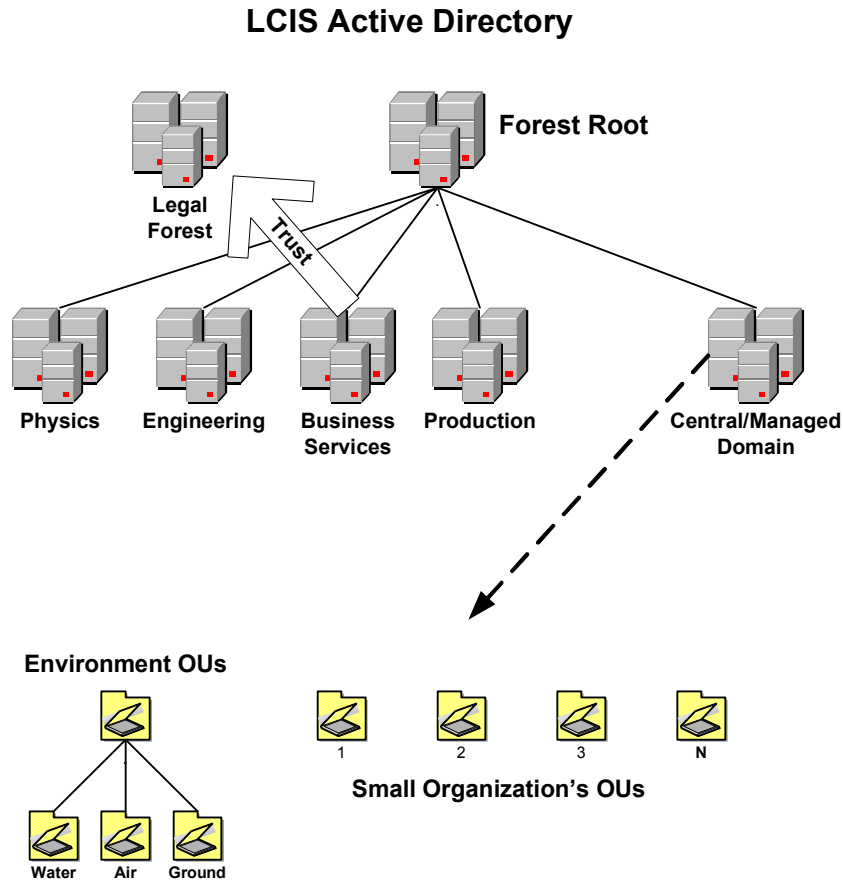 LCIS Active Directory
Forest Root
Legal
Forest
Trust
Physics
Engineering
Business
Services
Production
Central/Managed
Domain
Environment OUs
1
2
3
N
Small Organization's OUs
Water
Air
Ground